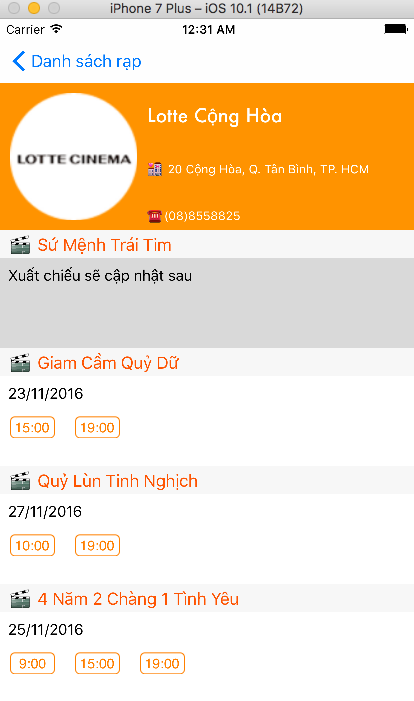 iPhone 7 Plus – iOS 10.1 (14B72)
Carrier 12:31 AM
Danh sách rạp
LOTTE CINEMA
Lotte Cộng Hòa
20 Cộng Hòa, Q. Tân Bình, TP. HCM
(08)8558825
Sứ Mệnh Trái Tim
Xuất chiếu sẽ cập nhật sau
Giam Cầm Quỷ Dữ
23/11/2016
15:00 19:00
Quỷ Lùn Tinh Nghịch
27/11/2016
10:00 19:00
4 Năm 2 Chàng 1 Tình Yêu
25/11/2016
9:00 15:00 19:00